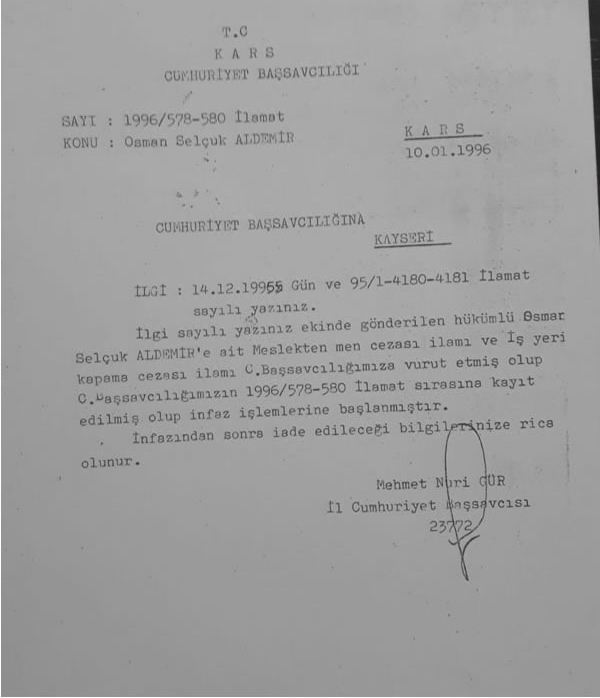 T.C
K A R S
CUMHURİYET BAŞSAVCILIĞI
SAYI : 1996/578-580 İlamat
KONU : Osman Selçuk ALDEMİR
K A R S
10.01.1996
CUMHURİYET BAŞSAVCILIĞINA
KAYSERİ
İLGİ : 14.12.1995 Gün ve 95/1-4180-4181 İlamat
sayılı yazınız.
İlgi sayılı yazınız ekinde gönderilen hükümlü Osmar
Selçuk ALDEMİR'e ait Meslekten men cezası ilamı ve İş yeri
kapama cezası ilamı C.Başsavcılığımıza vurut etmiş olup
C.Başsavcılığımızın 1996/578-580 İlamat sırasına kayıt
edilmiş olup infaz işlemlerine başlanmıştır.
İnfazından sonra iade edileceği bilgilerinize rica
olunur.
Mehmet Nuri GÜR
İl Cumhuriyet Başsavcısı
23772